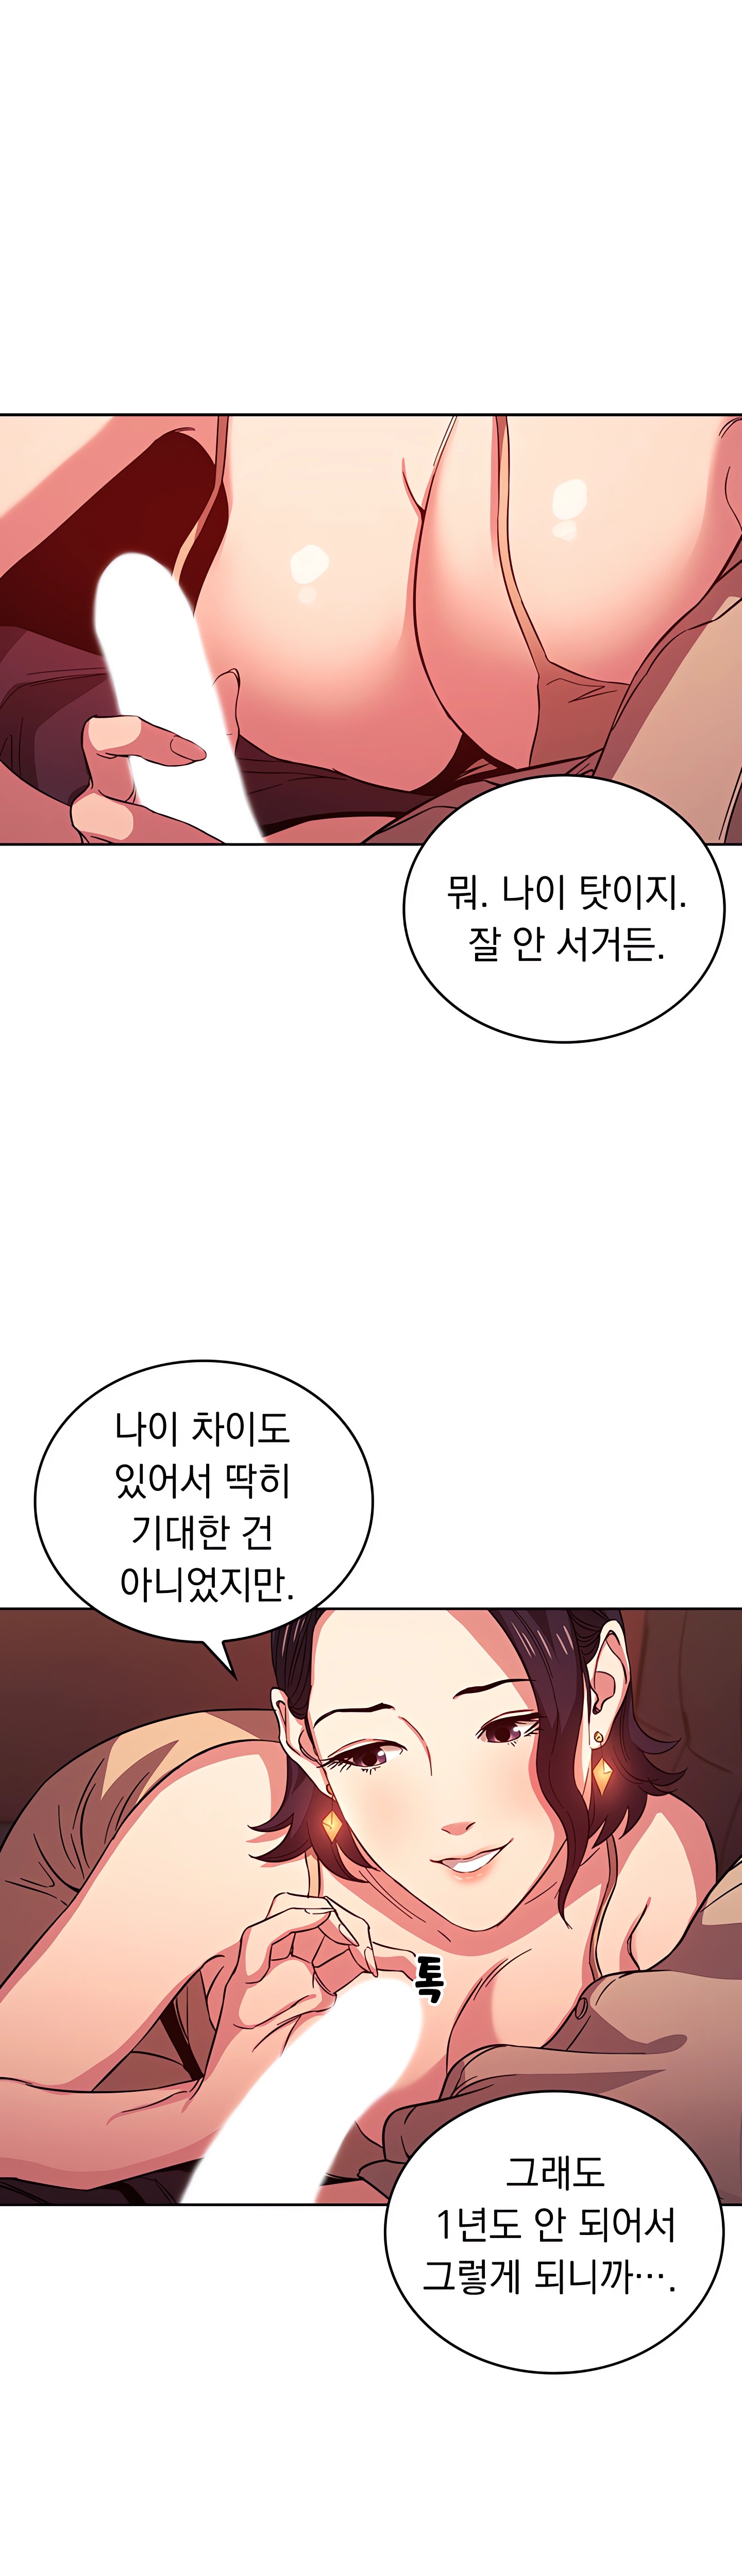 뭐. 나이 탓이지.
잘 안 서거든.
나이 차이도
있어서 딱히
기대한 건
아니었지만.
톡
그래도
1년도 안 되어서
그렇게 되니까….